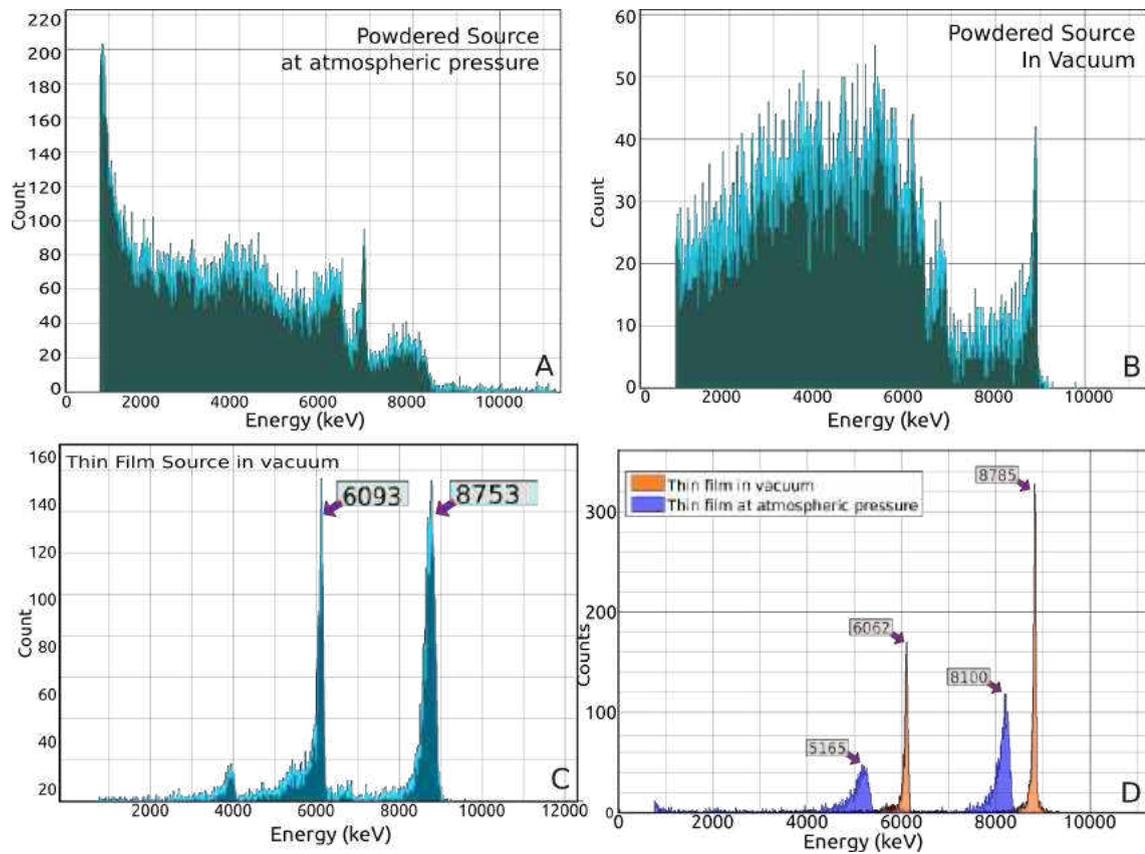 220
200
180
160
140
120
100
80
60
40
20
0
Count
Powdered Source
at atmospheric pressure
A
0 2000 4000 6000 8000 10000
Energy (keV)
60
50
40
30
20
10
0
Count
Powdered Source
In Vacuum
B
0 2000 4000 6000 8000 10000
Energy (keV)
160
140
120
100
80
60
40
20
Count
Thin Film Source in vacuum
6093
8753
C
2000 4000 6000 8000 10000 12000
Energy (keV)
300
200
100
0
Counts
Thin film in vacuum
Thin film at atmospheric pressure
8785
6062
8100
5165
D
0 2000 4000 6000 8000 10000
Energy (keV)